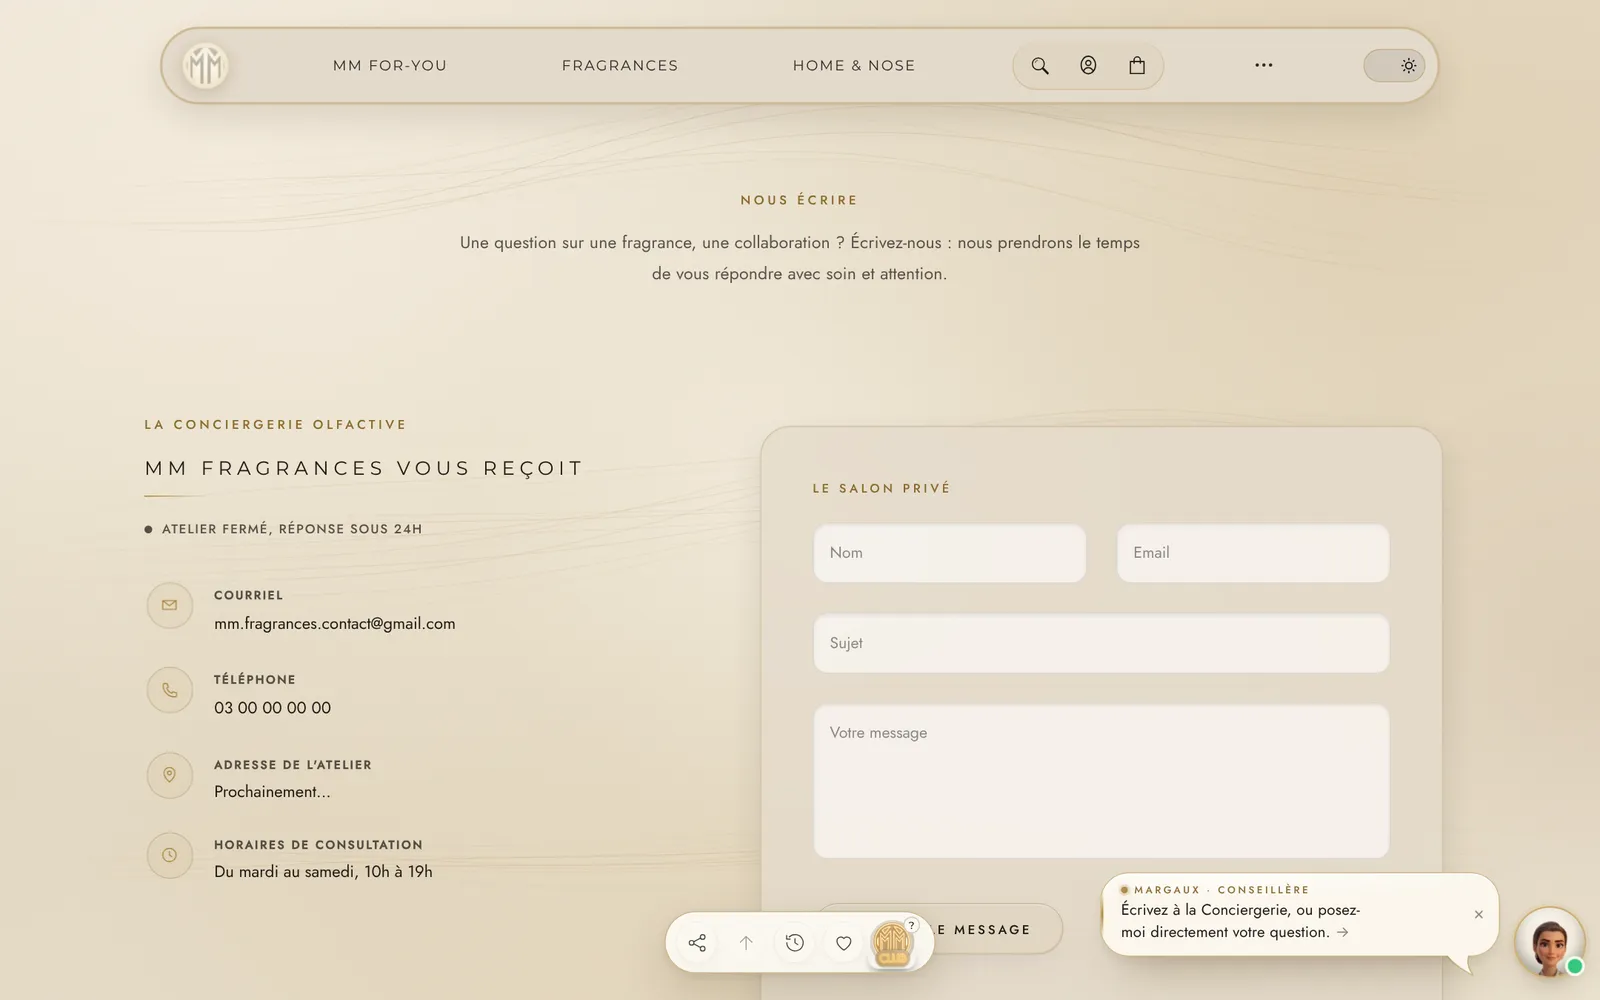 MM
MM FOR-YOU
FRAGRANCES
HOME & NOSE
NOUS ÉCRIRE
Une question sur une fragrance, une collaboration ? Écrivez-nous : nous prendrons le temps
de vous répondre avec soin et attention.
LA CONCIERGERIE OLFACTIVE
MM FRAGRANCES VOUS REÇOIT
ATELIER FERMÉ, RÉPONSE SOUS 24H
COURRIEL
mm.fragrances.contact@gmail.com
TÉLÉPHONE
03 00 00 00 00
ADRESSE DE L'ATELIER
Prochainement...
HORAIRES DE CONSULTATION
Du mardi au samedi, 10h à 19h
LE SALON PRIVÉ
Nom
Email
Sujet
Votre message
LE MESSAGE
MM
CLUB
?
MARGAUX · CONSEILLÈRE
Écrivez à la Conciergerie, ou posez-
moi directement votre question. →